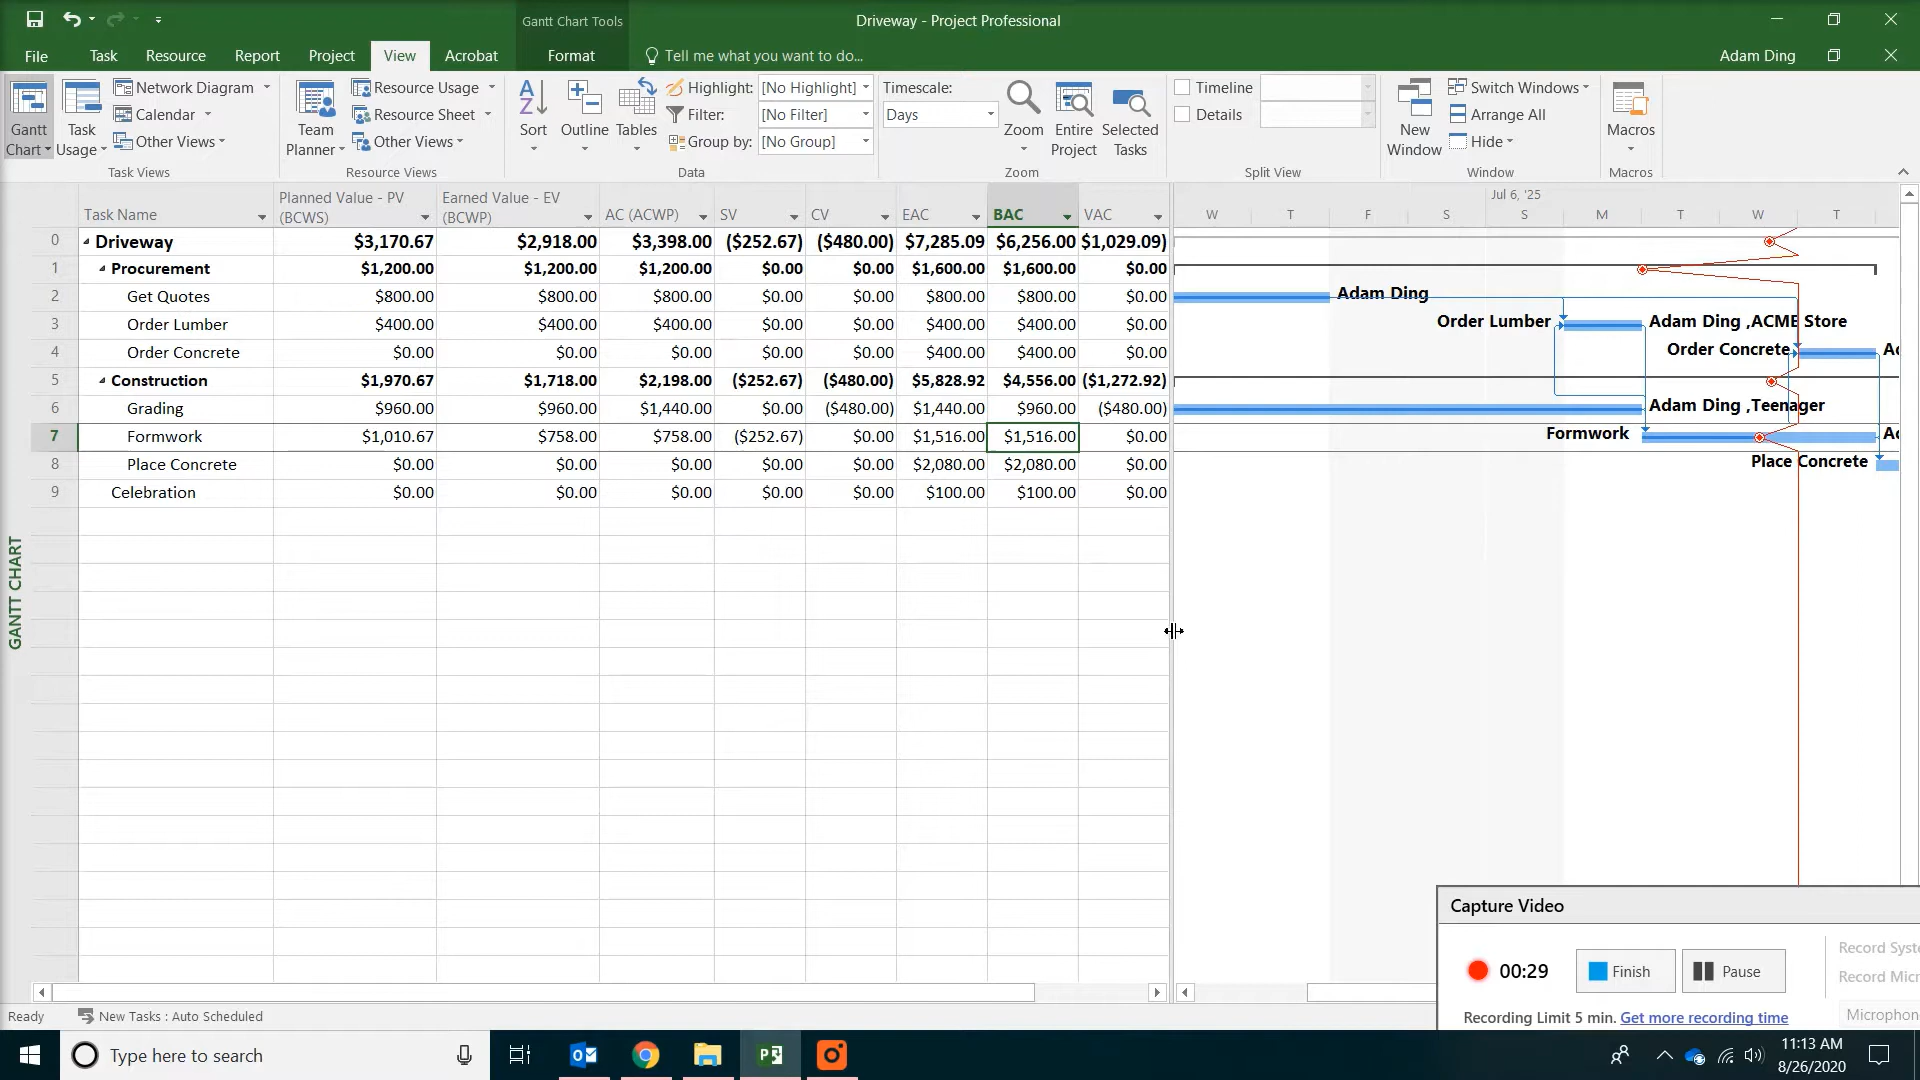 Gantt Chart Tools
Driveway - Project Professional
File Task Resource Report Project View Acrobat Format Tell me what you want to do... Adam Ding
Gantt Chart
Task Usage
Network Diagram
Calendar
Other Views
Task Views
Team Planner
Resource Usage
Resource Sheet
Other Views
Resource Views
Sort
Outline
Tables
Highlight: [No Highlight]
Filter: [No Filter]
Group by: [No Group]
Data
Timescale:
Days
Zoom
Entire Project
Selected Tasks
Zoom
Timeline
Details
Split View
New Window
Switch Windows
Arrange All
Hide
Window
Macros
Macros
Task Name Planned Value - PV (BCWS) Earned Value - EV (BCWP) AC (ACWP) SV CV EAC BAC VAC
0 Driveway $3,170.67 $2,918.00 $3,398.00 ($252.67) ($480.00) $7,285.09 $6,256.00 $1,029.09)
1 Procurement $1,200.00 $1,200.00 $1,200.00 $0.00 $0.00 $1,600.00 $1,600.00 $0.00
2 Get Quotes $800.00 $800.00 $800.00 $0.00 $0.00 $800.00 $800.00 $0.00
3 Order Lumber $400.00 $400.00 $400.00 $0.00 $0.00 $400.00 $400.00 $0.00
4 Order Concrete $0.00 $0.00 $0.00 $0.00 $0.00 $400.00 $400.00 $0.00
5 Construction $1,970.67 $1,718.00 $2,198.00 ($252.67) ($480.00) $5,828.92 $4,556.00 ($1,272.92)
6 Grading $960.00 $960.00 $1,440.00 $0.00 ($480.00) $1,440.00 $960.00 ($480.00)
7 Formwork $1,010.67 $758.00 $758.00 ($252.67) $0.00 $1,516.00 $1,516.00 $0.00
8 Place Concrete $0.00 $0.00 $0.00 $0.00 $0.00 $2,080.00 $2,080.00 $0.00
9 Celebration $0.00 $0.00 $0.00 $0.00 $0.00 $100.00 $100.00 $0.00
GANTT CHART
Jul 6, '25
W T F S S M T W T
Adam Ding
Order Lumber Adam Ding ,ACME Store
Order Concrete Ac
Adam Ding ,Teenager
Formwork Ac
Place Concrete
Capture Video
00:29 Finish Pause
Record Syste
Record Micr
Recording Limit 5 min. Get more recording time
Microphon
Ready New Tasks : Auto Scheduled
Type here to search
11:13 AM
8/26/2020